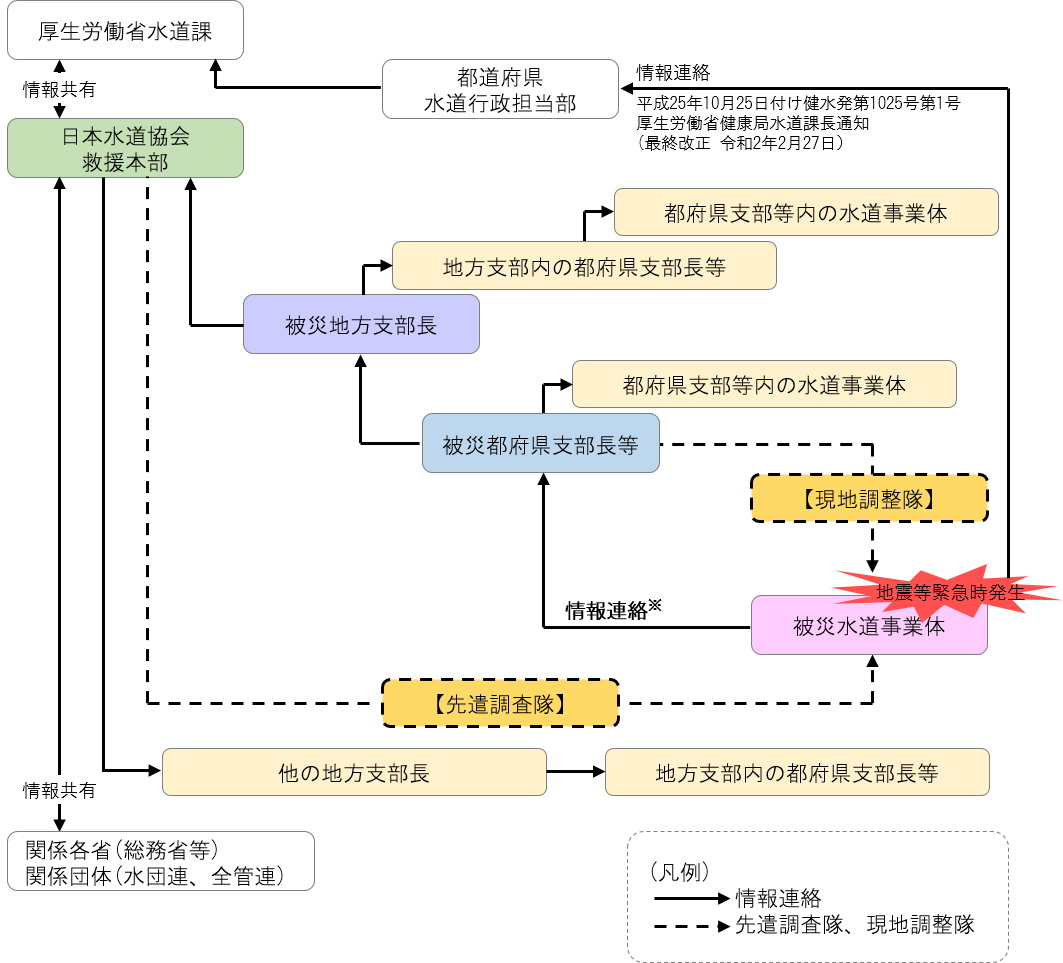 厚生労働省水道課
情報共有
都道府県
水道行政担当部
情報連絡
平成25年10月25日付け健水発第1025号第1号
厚生労働省健康局水道課長通知
(最終改正 令和2年2月27日)
日本水道協会
救援本部
都府県支部等内の水道事業体
地方支部内の都府県支部長等
被災地方支部長
都府県支部等内の水道事業体
被災都府県支部長等
【現地調整隊】
地震等緊急時発生
情報連絡※
被災水道事業体
【先遣調査隊】
他の地方支部長
地方支部内の都府県支部長等
情報共有
関係各省(総務省等)
関係団体(水団連、全管連)
(凡例)
情報連絡
先遣調査隊、現地調整隊